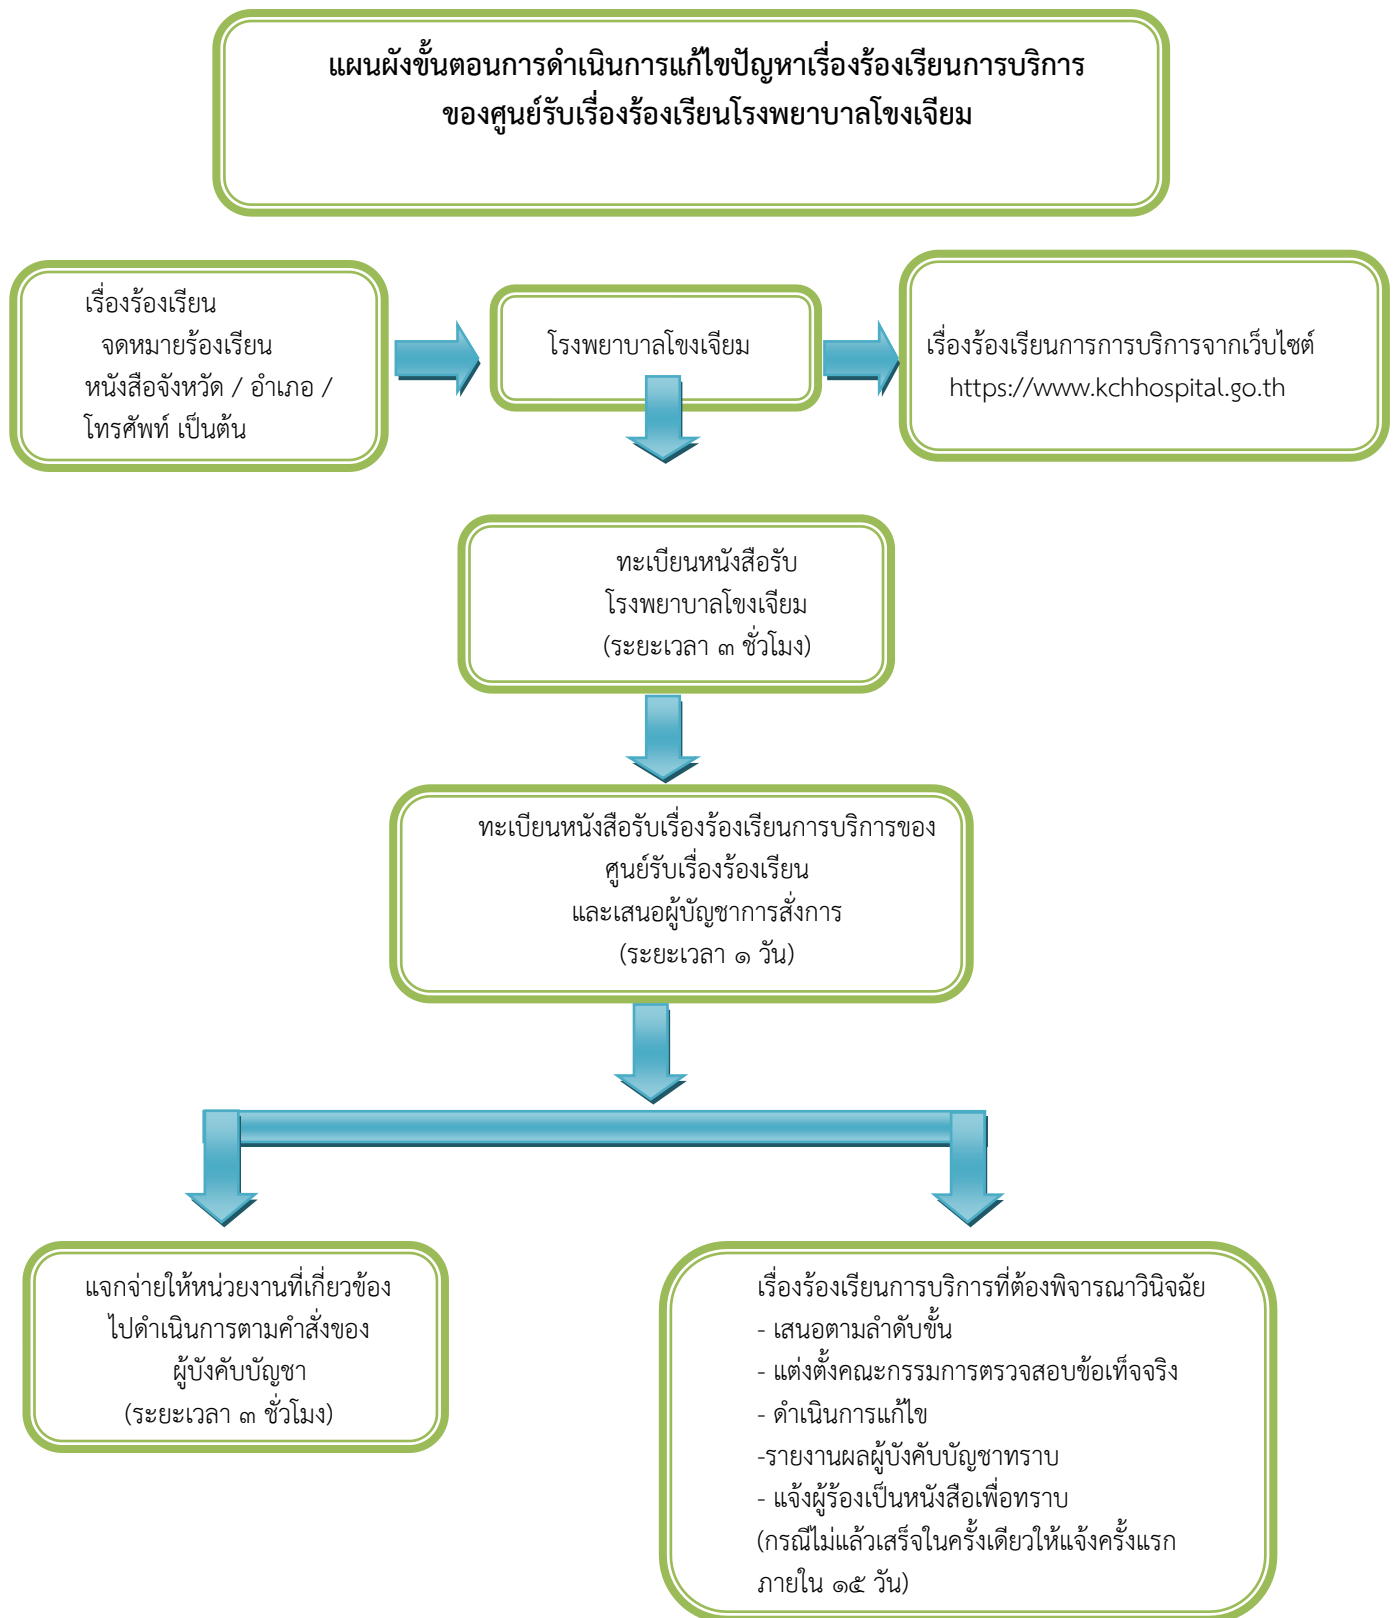 แผนผังขั้นตอนการดำเนินการแก้ไขปัญหาเรื่องร้องเรียนการบริการ
ของศูนย์รับเรื่องร้องเรียนโรงพยาบาลโขงเจียม
เรื่องร้องเรียน
จดหมายร้องเรียน
หนังสือจังหวัด / อำเภอ /
โทรศัพท์ เป็นต้น
โรงพยาบาลโขงเจียม
เรื่องร้องเรียนการการบริการจากเว็บไซต์
https://www.kchhospital.go.th
ทะเบียนหนังสือรับ
โรงพยาบาลโขงเจียม
(ระยะเวลา ๓ ชั่วโมง)
ทะเบียนหนังสือรับเรื่องร้องเรียนการบริการของ
ศูนย์รับเรื่องร้องเรียน
และเสนอผู้บัญชาการสั่งการ
(ระยะเวลา ๑ วัน)
แจกจ่ายให้หน่วยงานที่เกี่ยวข้อง
ไปดำเนินการตามคำสั่งของ
ผู้บังคับบัญชา
(ระยะเวลา ๓ ชั่วโมง)
เรื่องร้องเรียนการบริการที่ต้องพิจารณาวินิจฉัย
- เสนอตามลำดับขั้น
- แต่งตั้งคณะกรรมการตรวจสอบข้อเท็จจริง
- ดำเนินการแก้ไข
-รายงานผลผู้บังคับบัญชาทราบ
- แจ้งผู้ร้องเป็นหนังสือเพื่อทราบ
(กรณีไม่แล้วเสร็จในครั้งเดียวให้แจ้งครั้งแรก
ภายใน ๑๕ วัน)